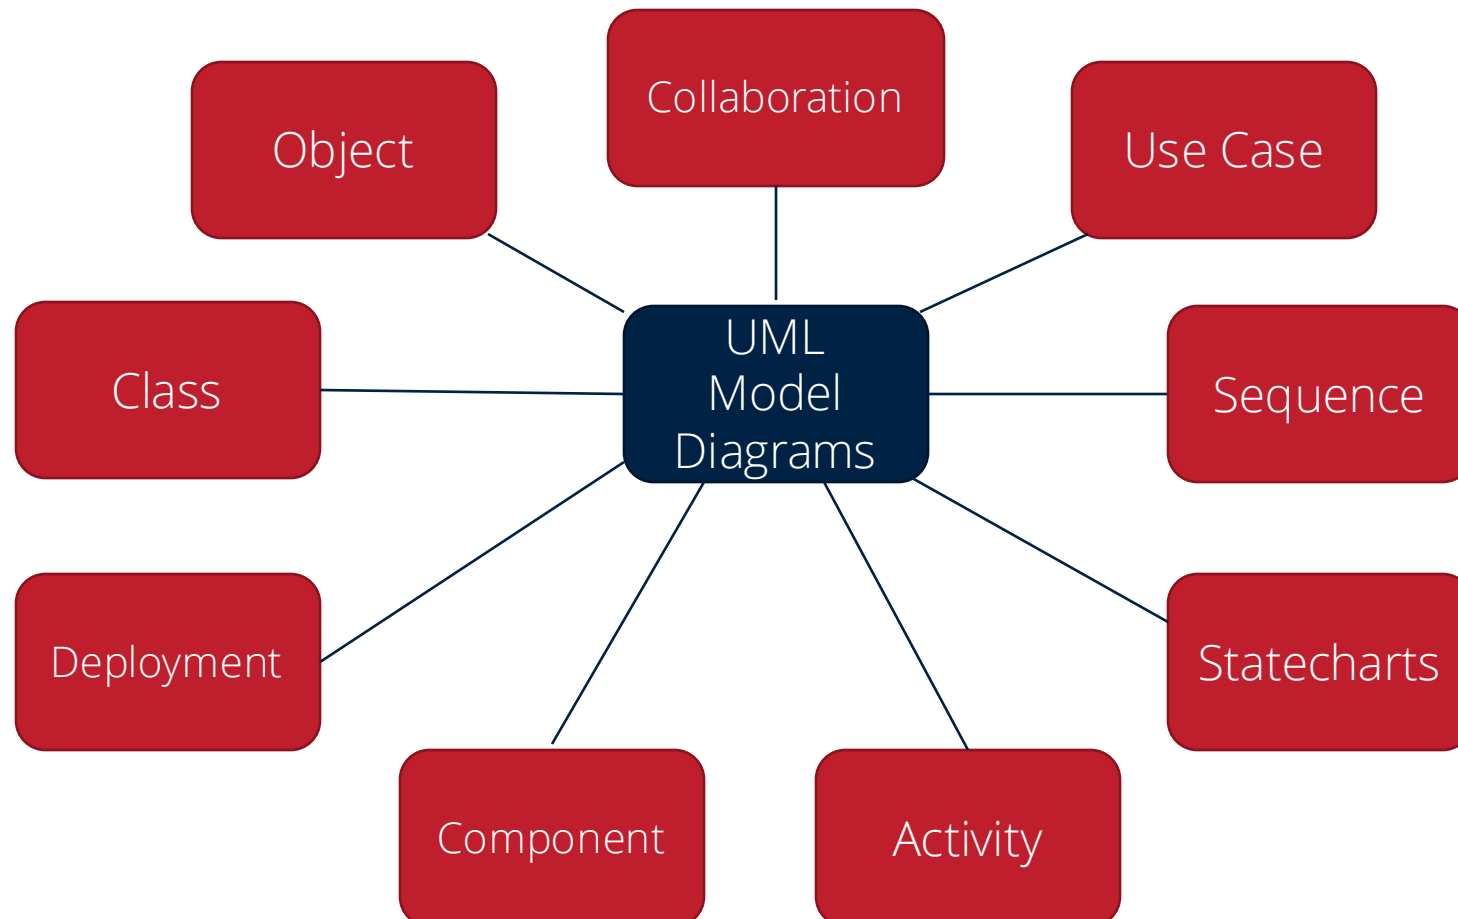 Collaboration
Object
Use Case
UML
Model
Diagrams
Class
Sequence
Deployment
Statecharts
Component
Activity